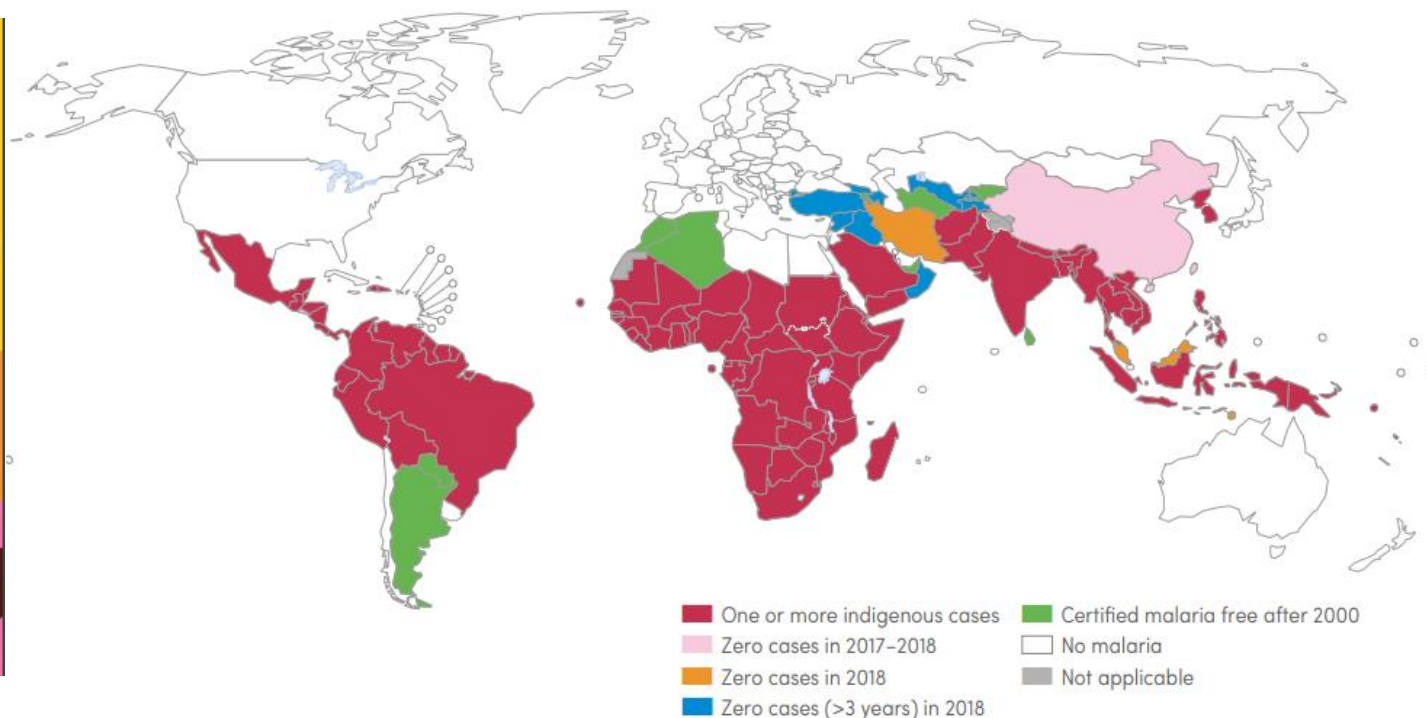 One or more indigenous cases
Zero cases in 2017–2018
Zero cases in 2018
Zero cases (>3 years) in 2018
Certified malaria free after 2000
No malaria
Not applicable